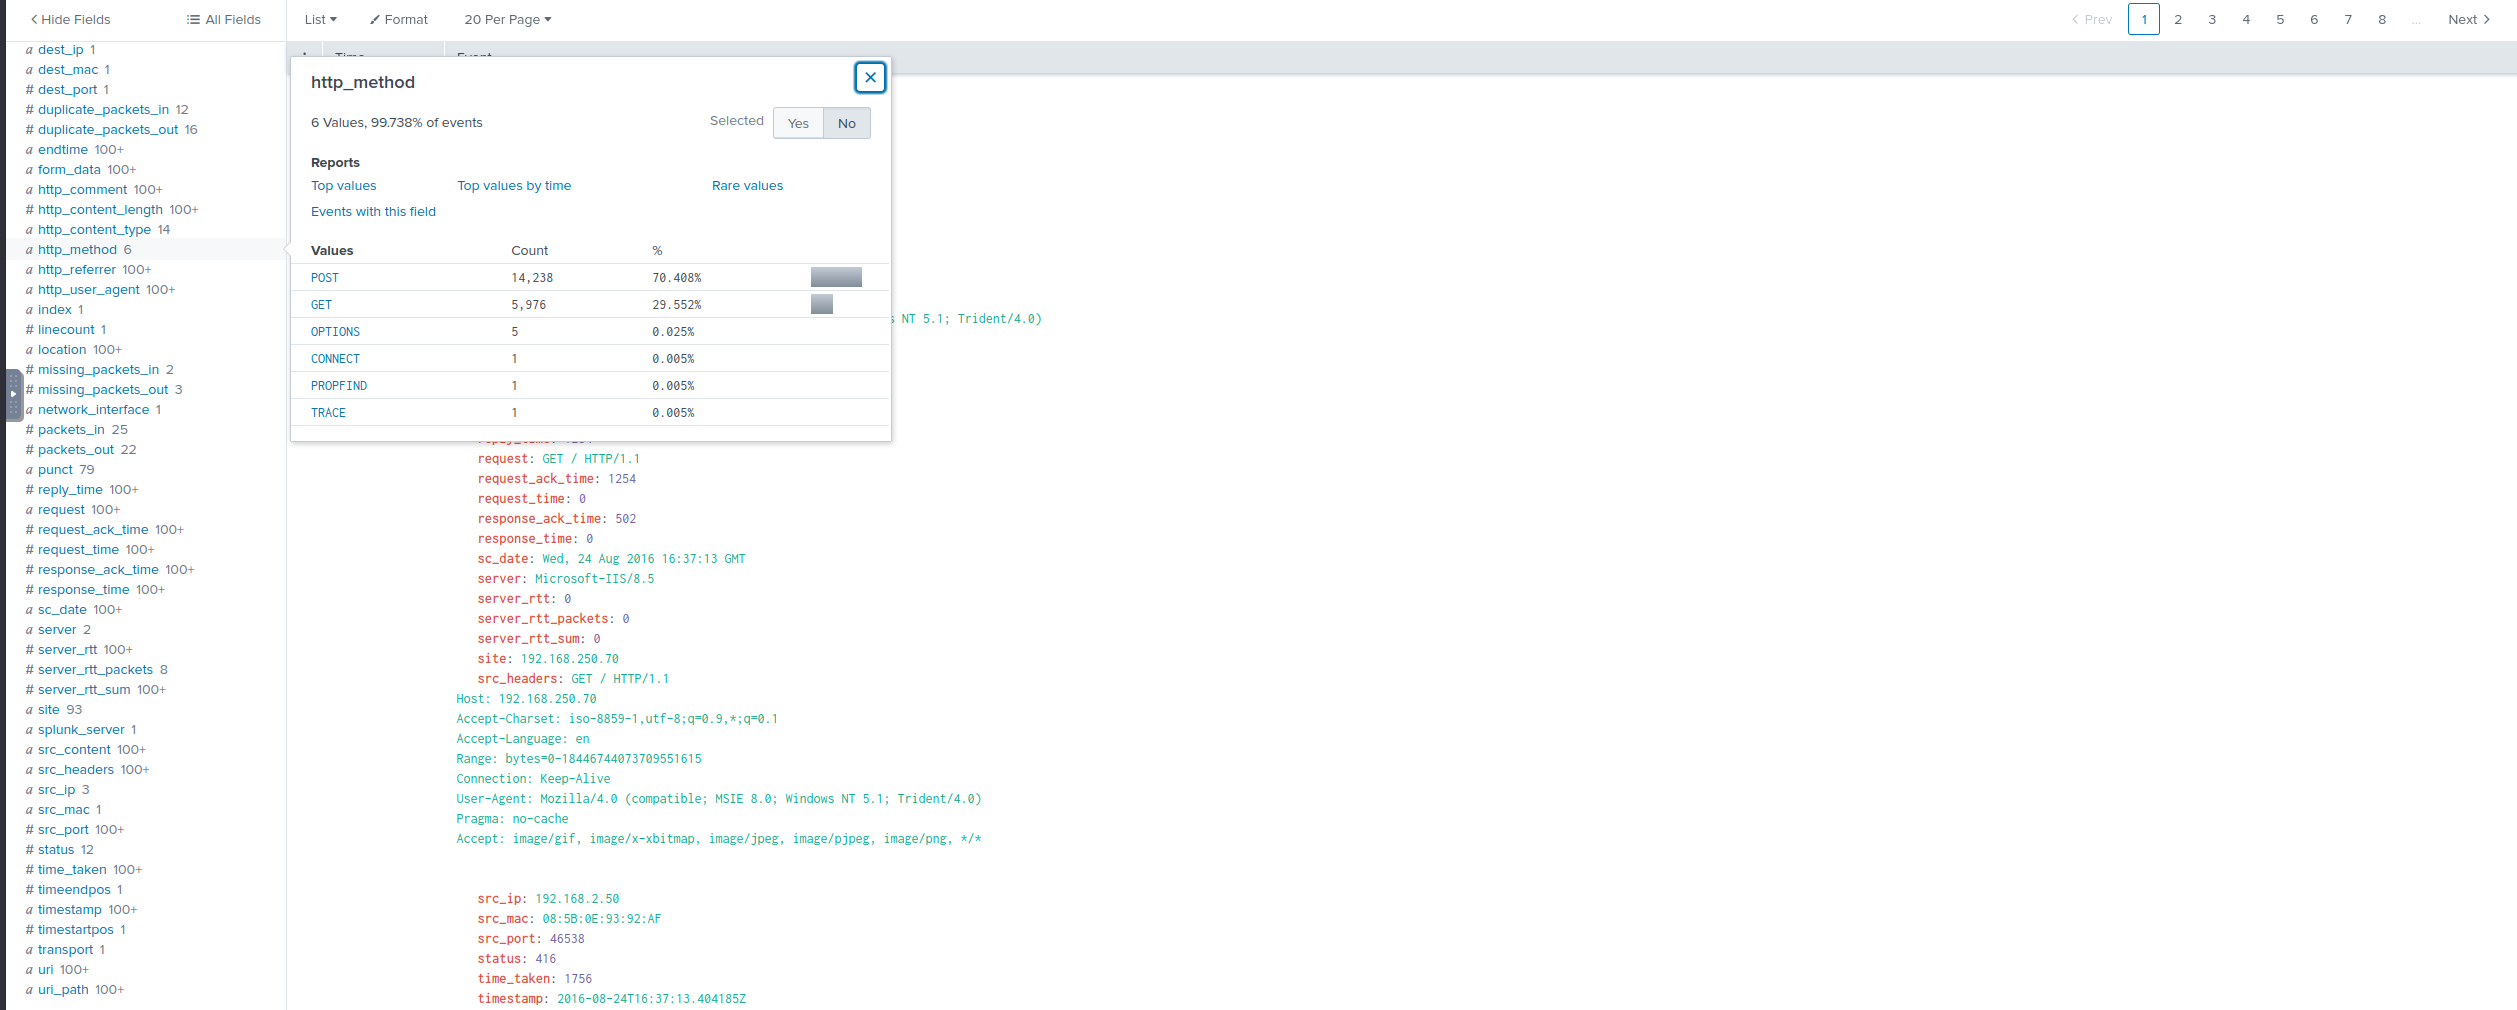 Hide Fields
All Fields
List
Format
20 Per Page
Prev
1
2
3
4
5
6
7
8
...
Next
a dest_ip 1
a dest_mac 1
# dest_port 1
# duplicate_packets_in 12
# duplicate_packets_out 16
a endtime 100+
a form_data 100+
a http_comment 100+
# http_content_length 100+
a http_content_type 14
a http_method 6
a http_referrer 100+
a http_user_agent 100+
a index 1
# linecount 1
a location 100+
# missing_packets_in 2
# missing_packets_out 3
a network_interface 1
# packets_in 25
# packets_out 22
a punct 79
# reply_time 100+
a request 100+
# request_ack_time 100+
# request_time 100+
# response_ack_time 100+
# response_time 100+
a sc_date 100+
a server 2
# server_rtt 100+
# server_rtt_packets 8
# server_rtt_sum 100+
a site 93
a splunk_server 1
a src_content 100+
a src_headers 100+
a src_ip 3
a src_mac 1
# src_port 100+
# status 12
# time_taken 100+
# timeendpos 1
a timestamp 100+
# timestartpos 1
a transport 1
a uri 100+
a uri_path 100+
http_method
6 Values, 99.738% of events
Selected
Yes
No
Reports
Top values
Top values by time
Rare values
Events with this field
Values Count %
POST 14,238 70.408%
GET 5,976 29.552%
OPTIONS 5 0.025%
CONNECT 1 0.005%
PROPFIND 1 0.005%
TRACE 1 0.005%
NT 5.1; Trident/4.0)
request: GET / HTTP/1.1
request_ack_time: 1254
request_time: 0
response_ack_time: 502
response_time: 0
sc_date: Wed, 24 Aug 2016 16:37:13 GMT
server: Microsoft-IIS/8.5
server_rtt: 0
server_rtt_packets: 0
server_rtt_sum: 0
site: 192.168.250.70
src_headers: GET / HTTP/1.1
Host: 192.168.250.70
Accept-Charset: iso-8859-1,utf-8;q=0.9,*;q=0.1
Accept-Language: en
Range: bytes=0-18446744073709551615
Connection: Keep-Alive
User-Agent: Mozilla/4.0 (compatible; MSIE 8.0; Windows NT 5.1; Trident/4.0)
Pragma: no-cache
Accept: image/gif, image/x-xbitmap, image/jpeg, image/pjpeg, image/png, */*
src_ip: 192.168.2.50
src_mac: 08:5B:0E:93:92:AF
src_port: 46538
status: 416
time_taken: 1756
timestamp: 2016-08-24T16:37:13.404185Z